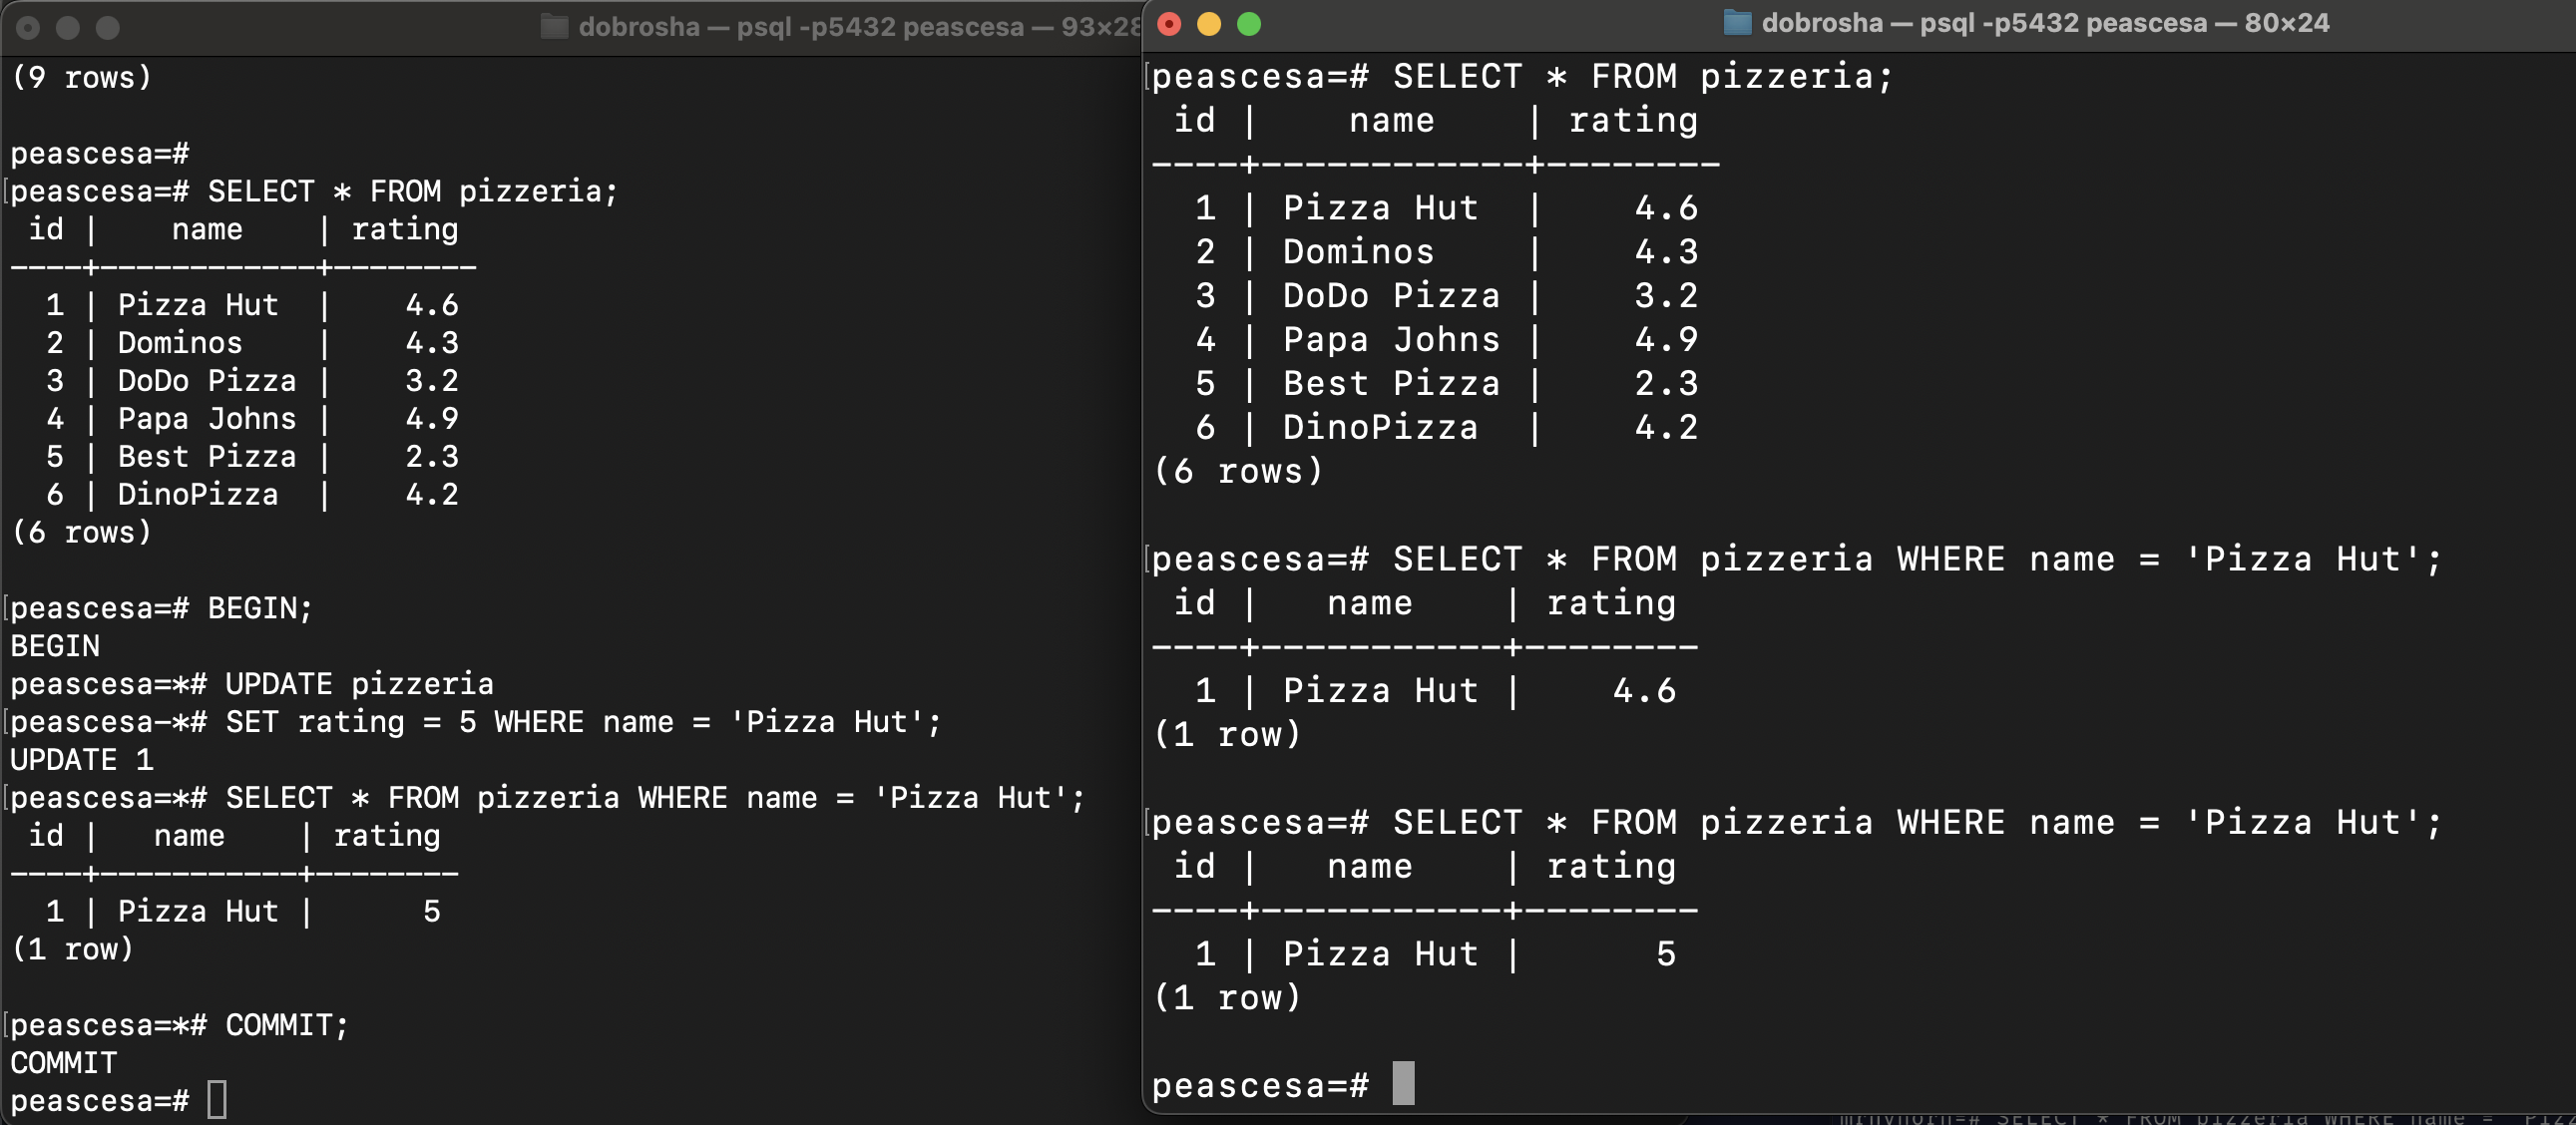 dobrosha — psql -p5432 peascesa — 93×28
(9 rows)
peascesa=#
[peascesa=# SELECT * FROM pizzeria;
 id |    name    | rating
----+------------+--------
  1 | Pizza Hut  |    4.6
  2 | Dominos    |    4.3
  3 | DoDo Pizza |    3.2
  4 | Papa Johns |    4.9
  5 | Best Pizza |    2.3
  6 | DinoPizza  |    4.2
(6 rows)
[peascesa=# BEGIN;
BEGIN
peascesa=*# UPDATE pizzeria
[peascesa-*# SET rating = 5 WHERE name = 'Pizza Hut';
UPDATE 1
[peascesa=*# SELECT * FROM pizzeria WHERE name = 'Pizza Hut';
 id |   name    | rating
----+-----------+--------
  1 | Pizza Hut |      5
(1 row)
[peascesa=*# COMMIT;
COMMIT
peascesa=#
dobrosha — psql -p5432 peascesa — 80×24
[peascesa=# SELECT * FROM pizzeria;
 id |    name    | rating
----+------------+--------
  1 | Pizza Hut  |    4.6
  2 | Dominos    |    4.3
  3 | DoDo Pizza |    3.2
  4 | Papa Johns |    4.9
  5 | Best Pizza |    2.3
  6 | DinoPizza  |    4.2
(6 rows)
[peascesa=# SELECT * FROM pizzeria WHERE name = 'Pizza Hut';
 id |   name    | rating
----+-----------+--------
  1 | Pizza Hut |    4.6
(1 row)
[peascesa=# SELECT * FROM pizzeria WHERE name = 'Pizza Hut';
 id |   name    | rating
----+-----------+--------
  1 | Pizza Hut |      5
(1 row)
peascesa=#
SELECT * FROM pizzeria WHERE name =